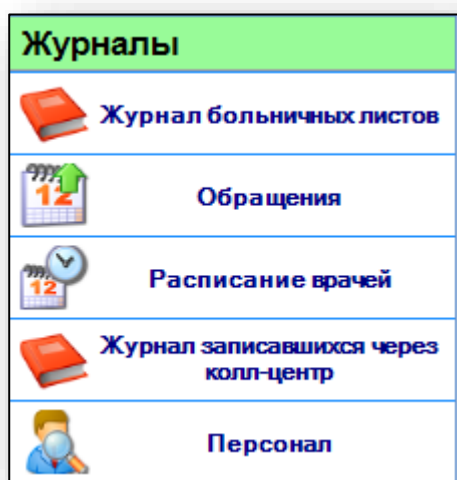 Журналы
Журнал больничных листов
12
Обращения
12
Расписание врачей
Журнал записавшихся через
колл-центр
Персонал